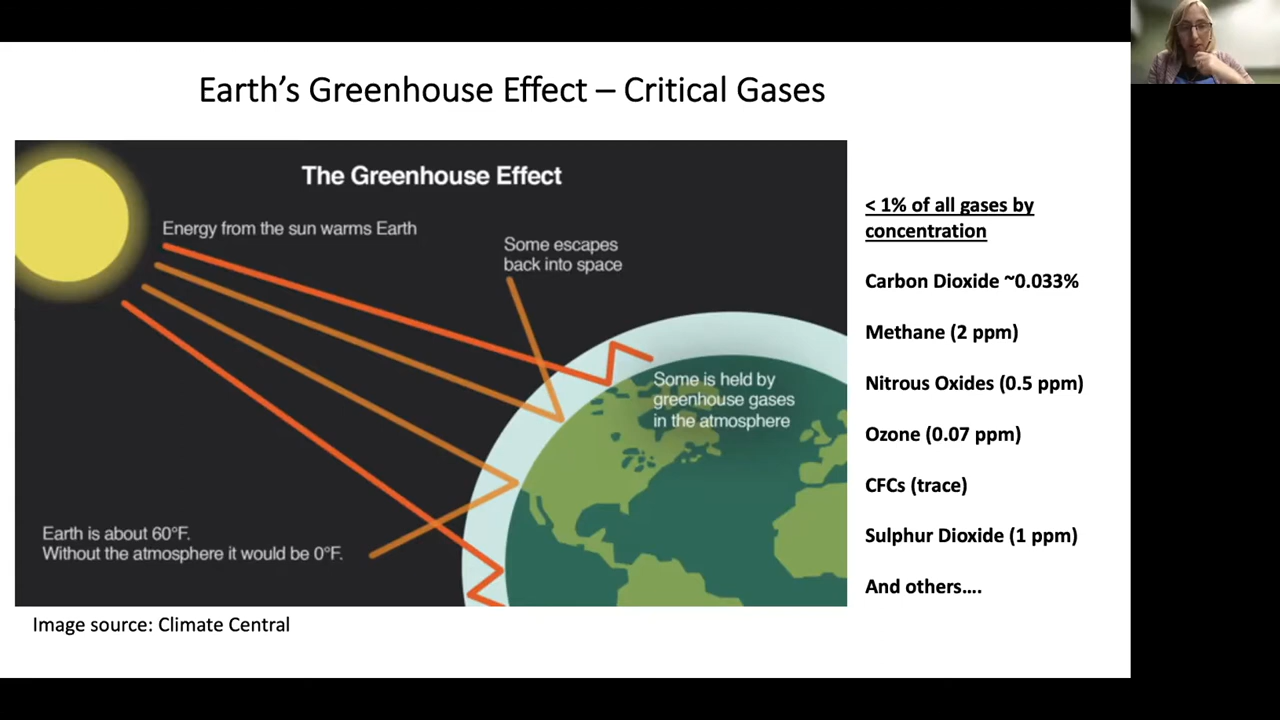 Earth’s Greenhouse Effect – Critical Gases
The Greenhouse Effect
Energy from the sun warms Earth
Some escapes
back into space
Some is held by
greenhouse gases
in the atmosphere
Earth is about 60°F.
Without the atmosphere it would be 0°F.
Image source: Climate Central
< 1% of all gases by
concentration
Carbon Dioxide ~0.033%
Methane (2 ppm)
Nitrous Oxides (0.5 ppm)
Ozone (0.07 ppm)
CFCs (trace)
Sulphur Dioxide (1 ppm)
And others….